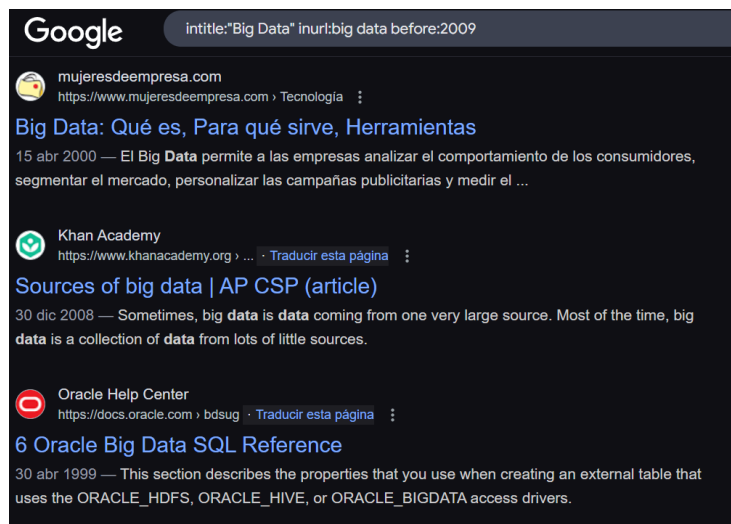 Google
intitle:"Big Data" inurl:big data before:2009
mujeresdeempresa.com
https://www.mujeresdeempresa.com › Tecnología
Big Data: Qué es, Para qué sirve, Herramientas
15 abr 2000 — El Big Data permite a las empresas analizar el comportamiento de los consumidores,
segmentar el mercado, personalizar las campañas publicitarias y medir el ...
Khan Academy
https://www.khanacademy.org › ... · Traducir esta página
Sources of big data | AP CSP (article)
30 dic 2008 — Sometimes, big data is data coming from one very large source. Most of the time, big
data is a collection of data from lots of little sources.
Oracle Help Center
https://docs.oracle.com › bdsug · Traducir esta página
6 Oracle Big Data SQL Reference
30 abr 1999 — This section describes the properties that you use when creating an external table that
uses the ORACLE_HDFS, ORACLE_HIVE, or ORACLE_BIGDATA access drivers.